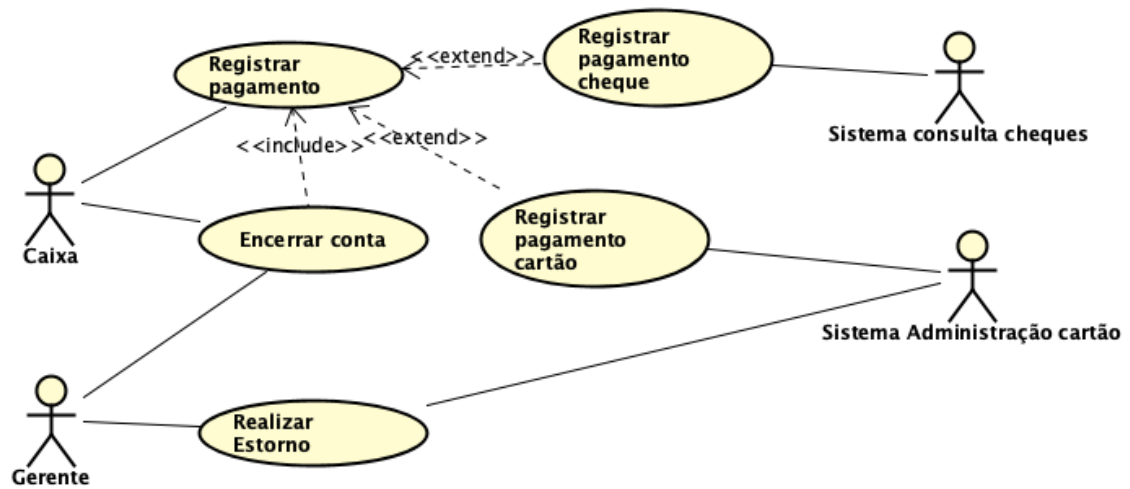 Registrar
pagamento
<<extend>>
Registrar
pagamento
cheque
Sistema consulta cheques
<<include>>
<<extend>>
Caixa
Encerrar conta
Registrar
pagamento
cartão
Sistema Administração cartão
Gerente
Realizar
Estorno